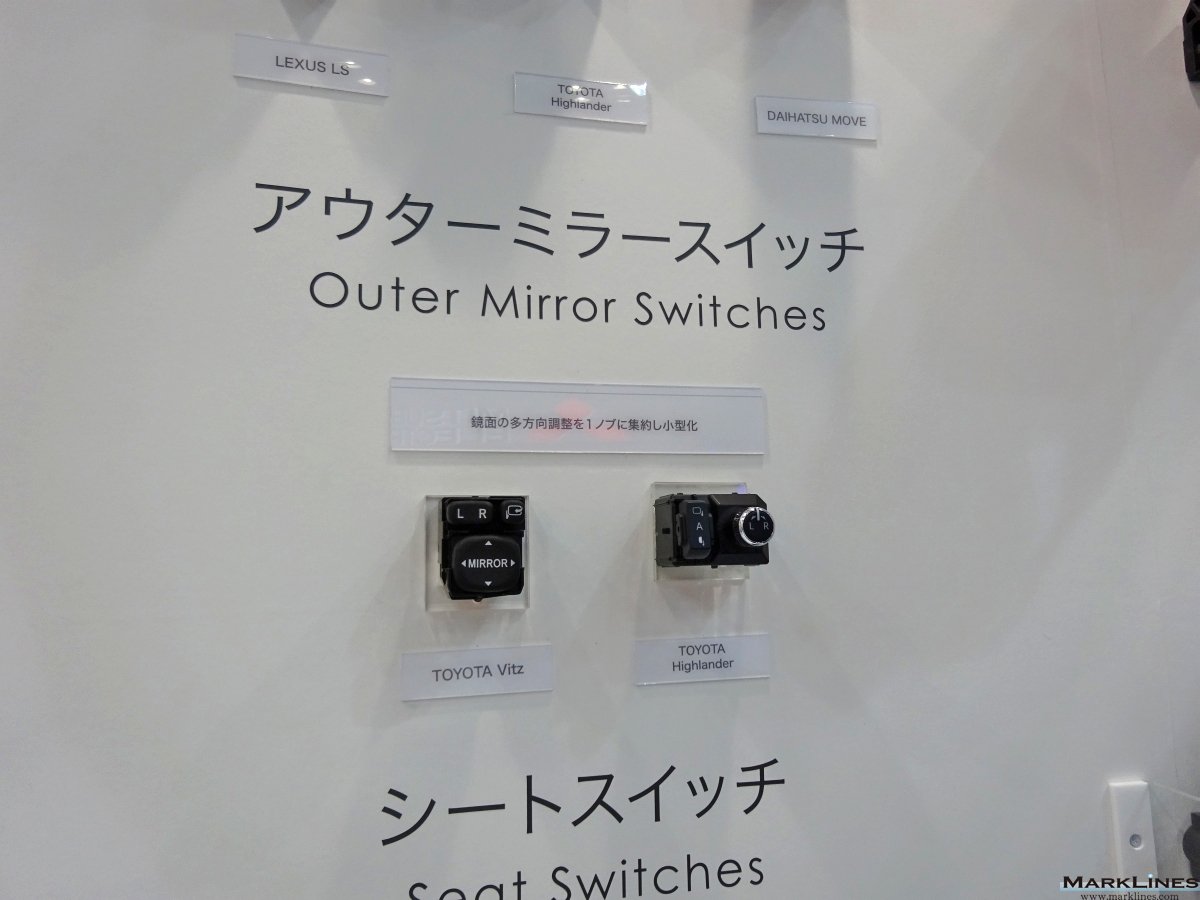 LEXUS LS
TOYOTA
Highlander
DAIHATSU MOVE
アウターミラースイッチ
Outer Mirror Switches
鏡面の多方向調整を1ノブに集約し小型化
L R
MIRROR
A
L R
TOYOTA Vitz
TOYOTA
Highlander
シートスイッチ
Seat Switches
MARKLINES
www.marklines.com